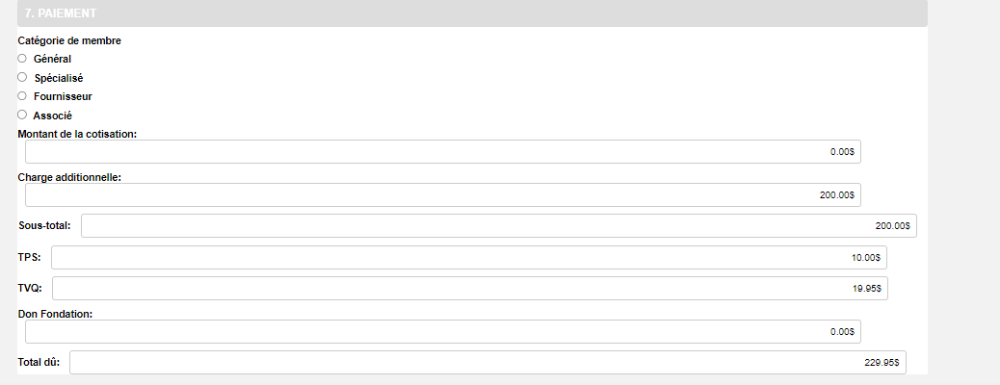 7. PAIEMENT
Catégorie de membre
Général
Spécialisé
Fournisseur
Associé
Montant de la cotisation:
0.00$
Charge additionnelle:
200.00$
Sous-total: 200.00$
TPS: 10.00$
TVQ: 19.95$
Don Fondation:
0.00$
Total dû: 229.95$